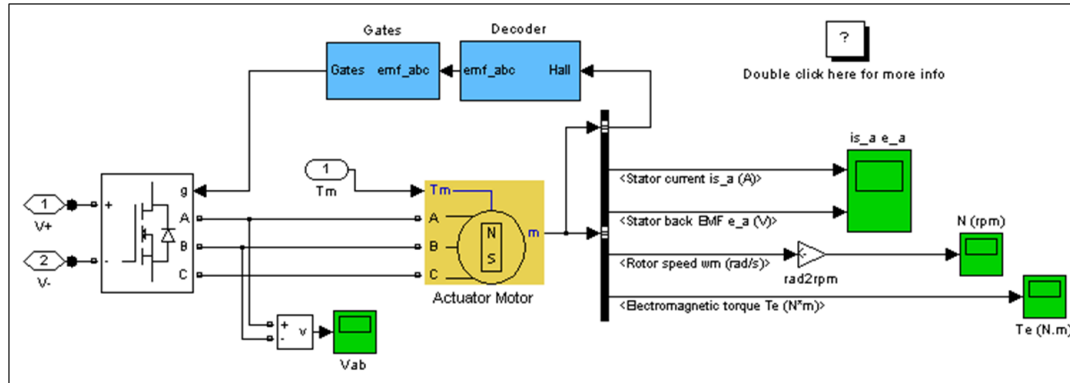 Gates
Decoder
?
Double click here for more info
Gates emf_abc
emf_abc Hall
is_a e_a
1
Tm
g
Tm
<Stator current is_a (A)>
1
V+
+
A
A
N
S
m
<Stator back EMF e_a (V)>
N (rpm)
B
B
2
V-
-
C
C
<Rotor speed wm (rad/s)>
rad2rpm
Actuator Motor
<Electromagnetic torque Te (N*m)>
Te (N.m)
+
-
v
Vab